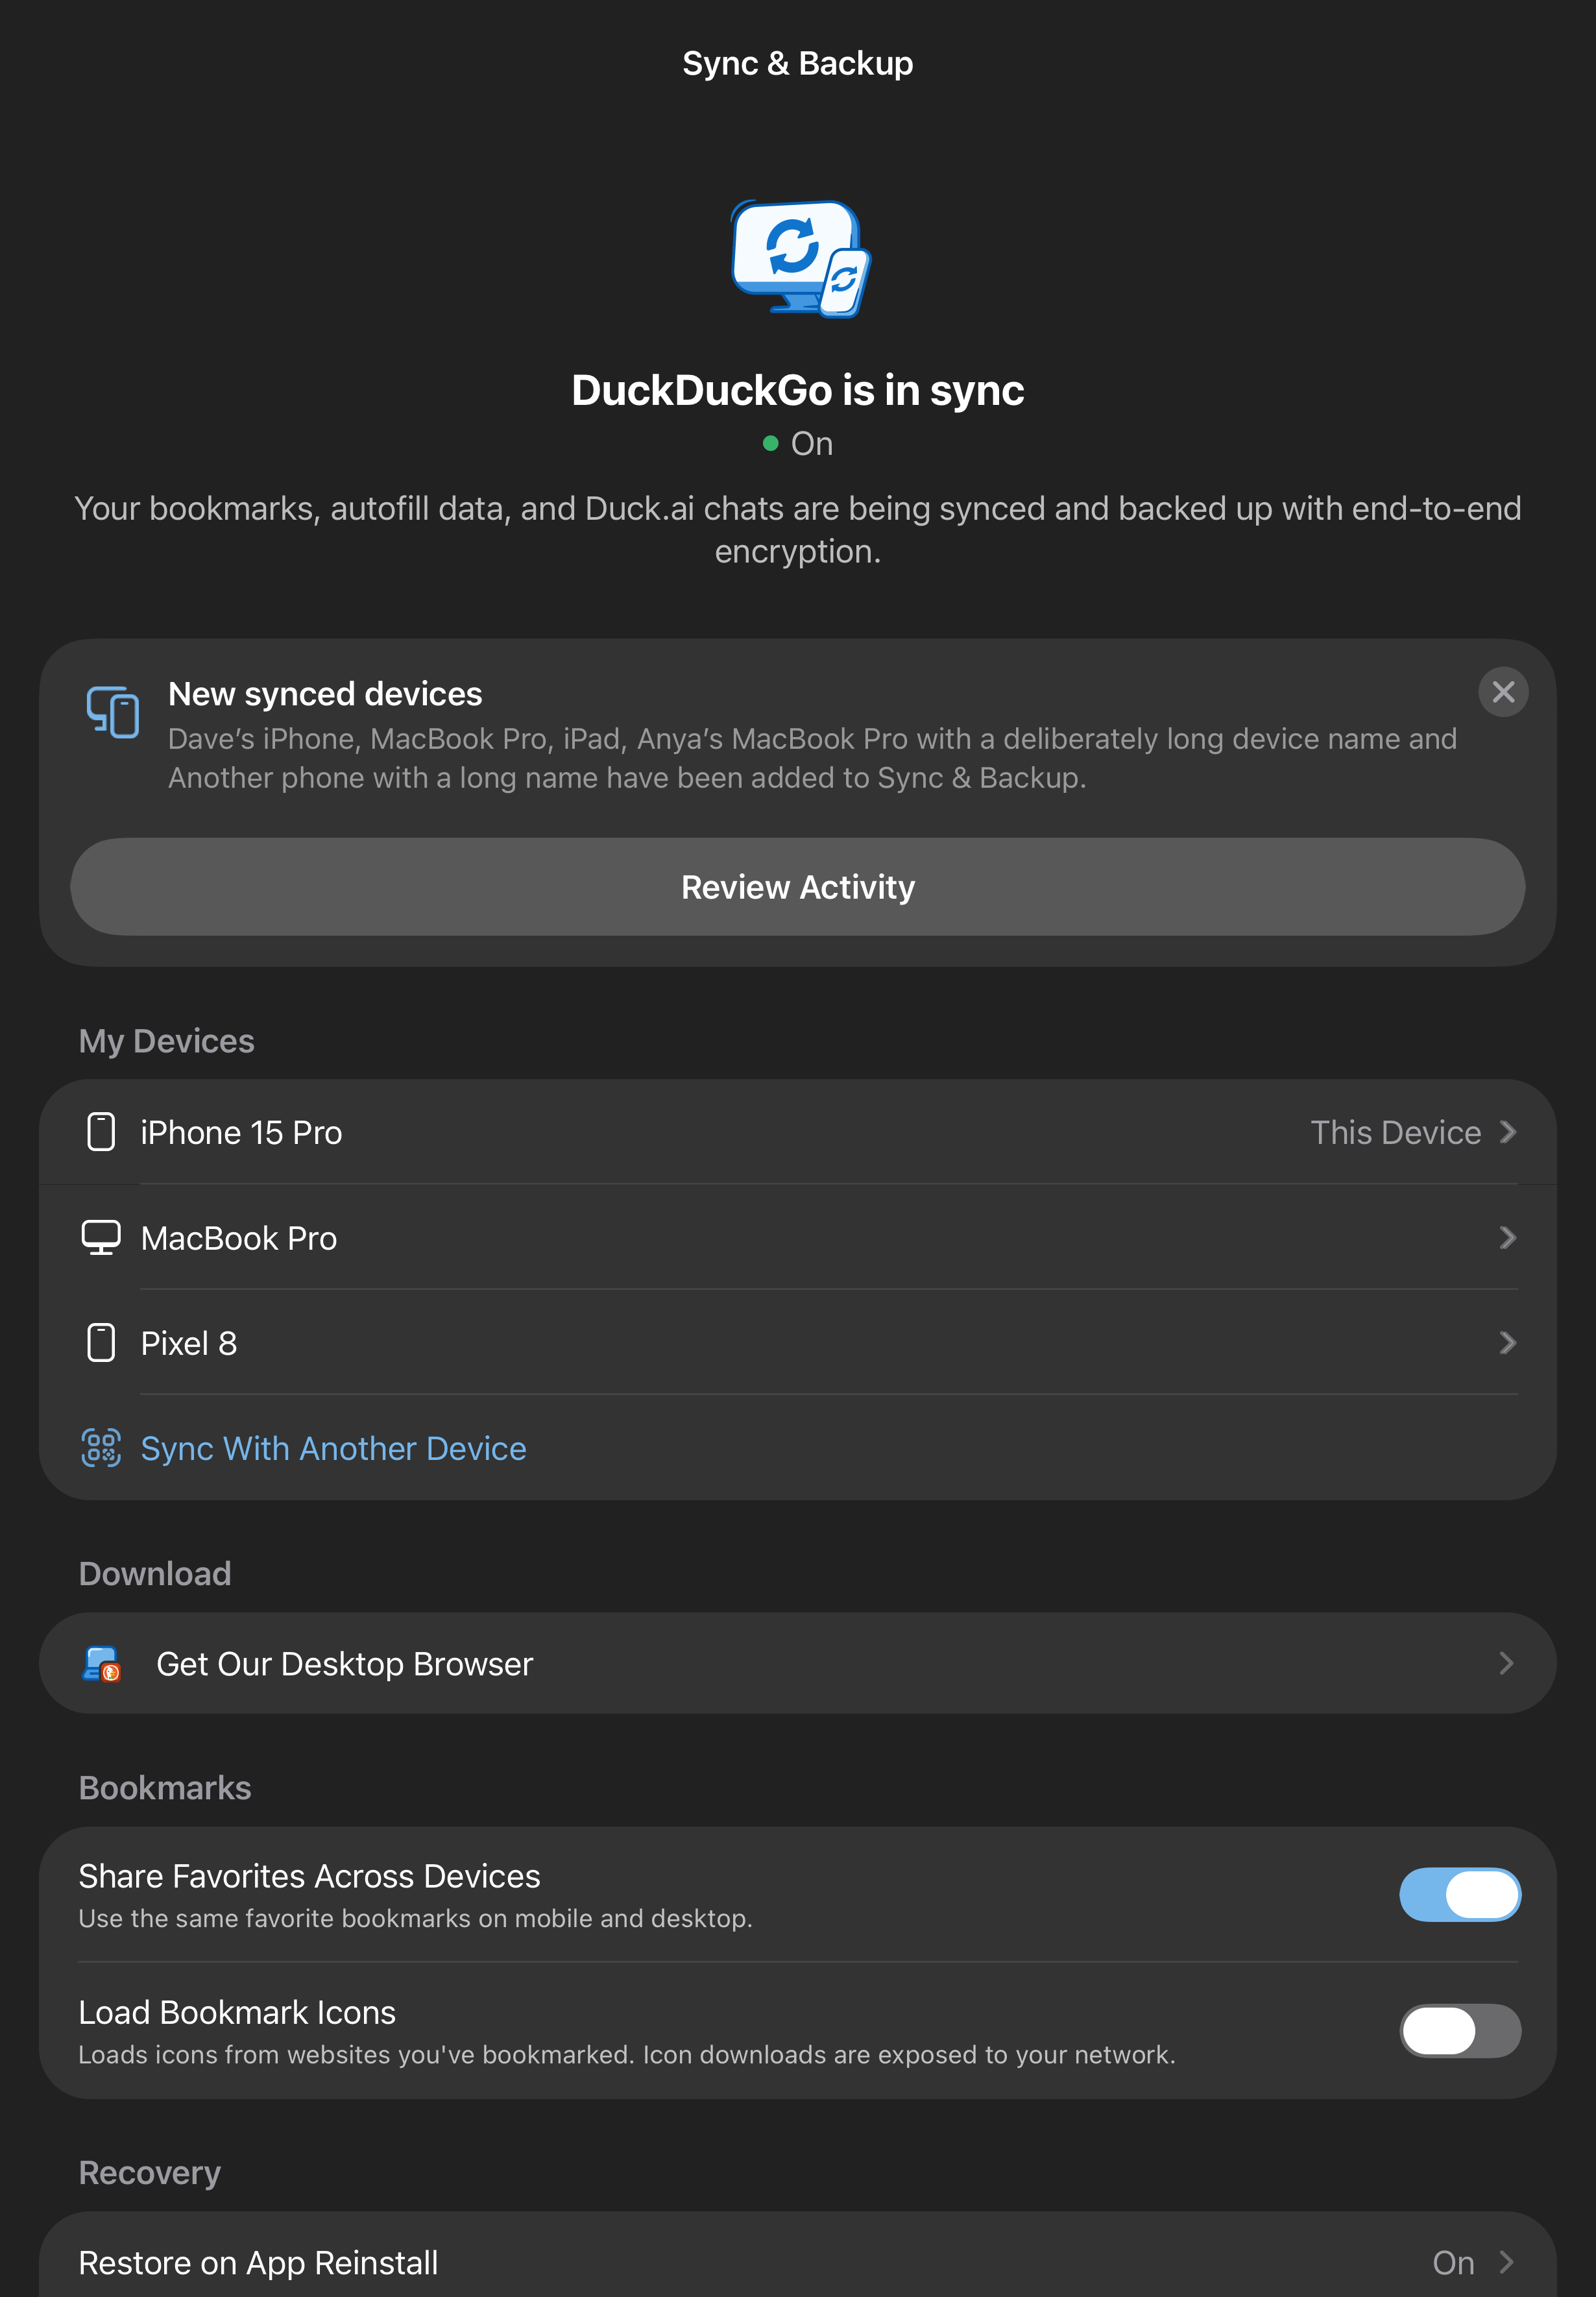 Sync & Backup
DuckDuckGo is in sync
On
Your bookmarks, autofill data, and Duck.ai chats are being synced and backed up with end-to-end
encryption.
New synced devices
Dave’s iPhone, MacBook Pro, iPad, Anya’s MacBook Pro with a deliberately long device name and
Another phone with a long name have been added to Sync & Backup.
Review Activity
My Devices
iPhone 15 Pro This Device
MacBook Pro
Pixel 8
Sync With Another Device
Download
Get Our Desktop Browser
Bookmarks
Share Favorites Across Devices
Use the same favorite bookmarks on mobile and desktop.
Load Bookmark Icons
Loads icons from websites you've bookmarked. Icon downloads are exposed to your network.
Recovery
Restore on App Reinstall On